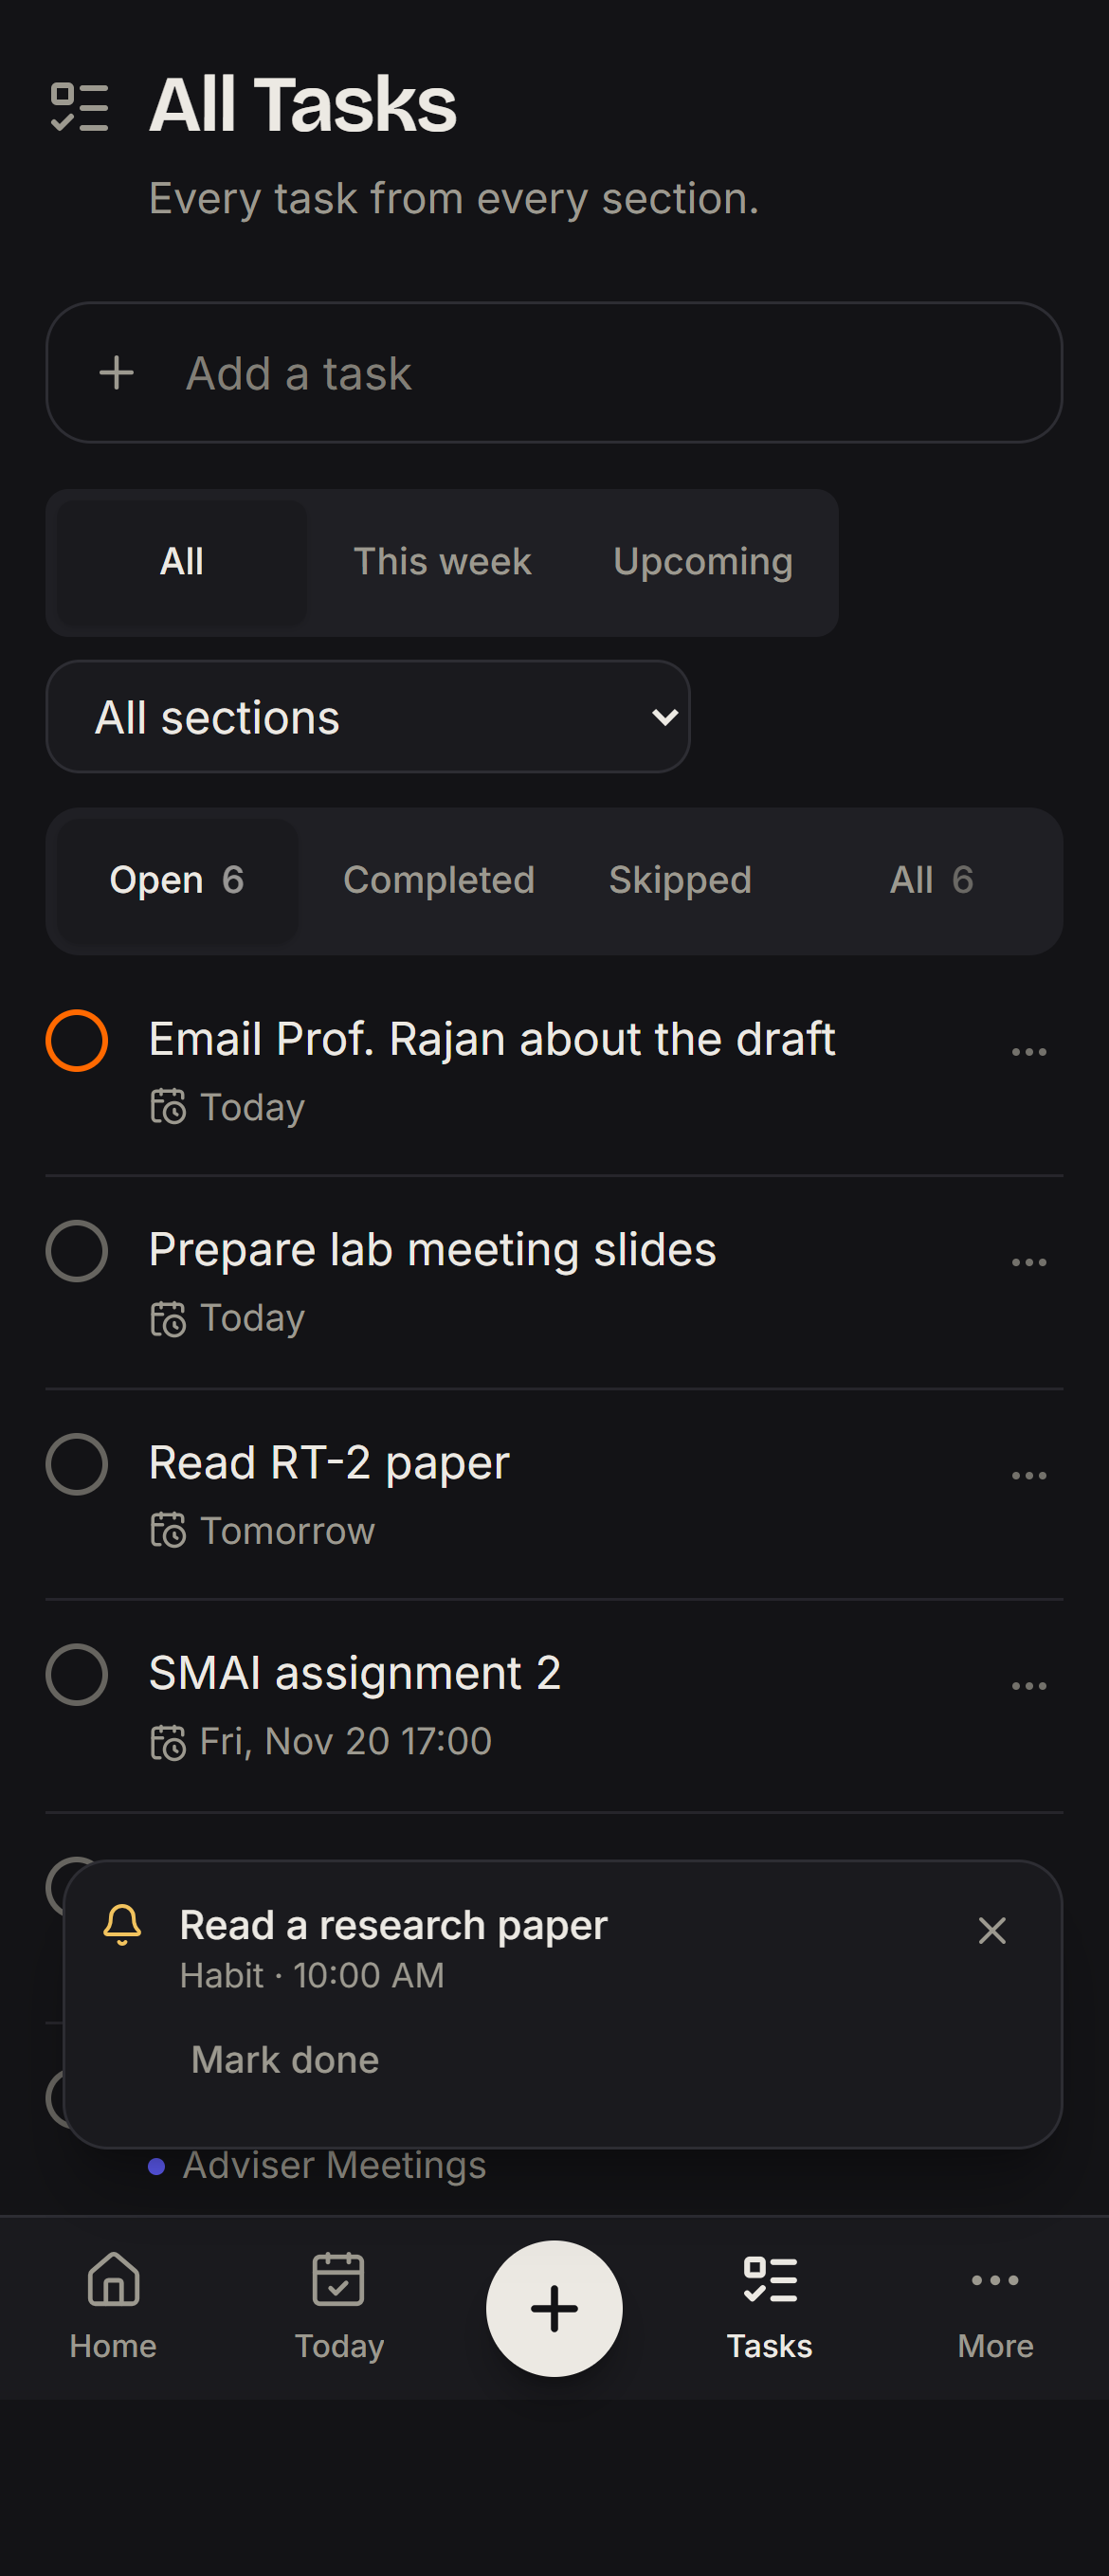 All Tasks
Every task from every section.
Add a task
All This week Upcoming
All sections
Open 6 Completed Skipped All 6
Email Prof. Rajan about the draft
Today
Prepare lab meeting slides
Today
Read RT-2 paper
Tomorrow
SMAI assignment 2
Fri, Nov 20 17:00
Read a research paper
Habit · 10:00 AM
Mark done
Adviser Meetings
Home Today Tasks More